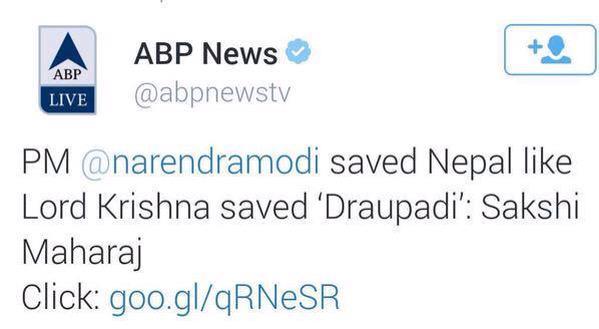 ABP
LIVE
ABP News
@abpnewstv
PM @narendramodi saved Nepal like
Lord Krishna saved ‘Draupadi’: Sakshi
Maharaj
Click: goo.gl/qRNeSR